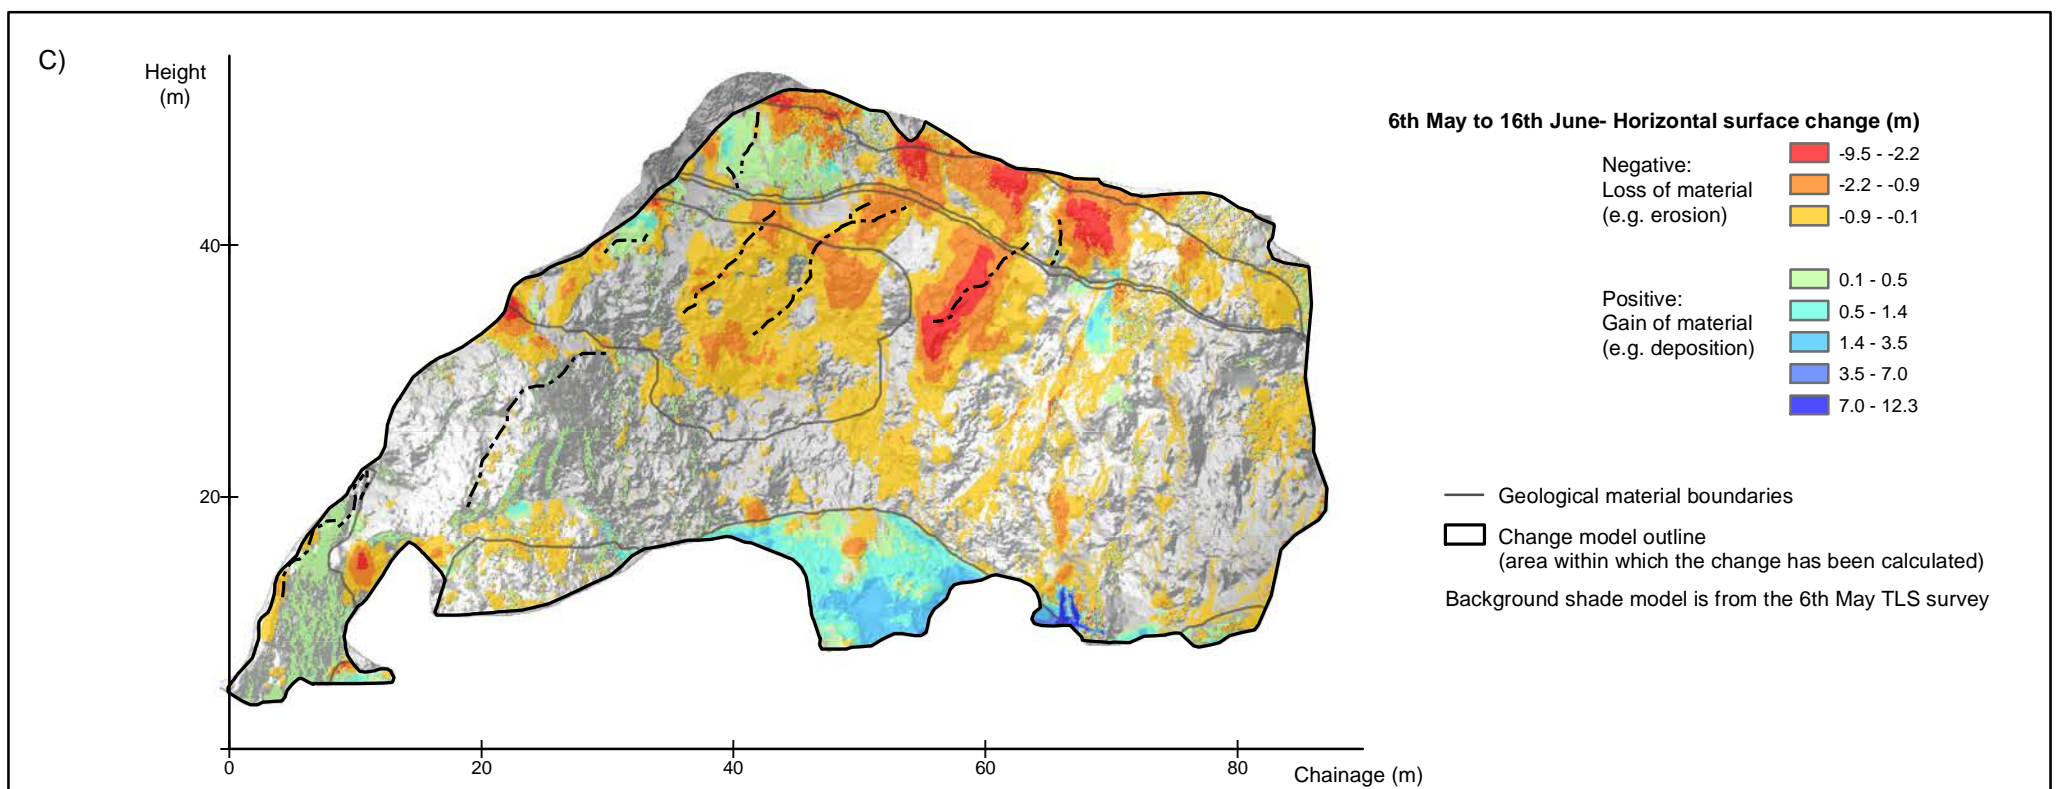 C)
Height
(m)
40
20
0
20
40
60
80
Chainage (m)
6th May to 16th June- Horizontal surface change (m)
Negative:
Loss of material
(e.g. erosion)
-9.5 - -2.2
-2.2 - -0.9
-0.9 - -0.1
Positive:
Gain of material
(e.g. deposition)
0.1 - 0.5
0.5 - 1.4
1.4 - 3.5
3.5 - 7.0
7.0 - 12.3
Geological material boundaries
Change model outline
(area within which the change has been calculated)
Background shade model is from the 6th May TLS survey